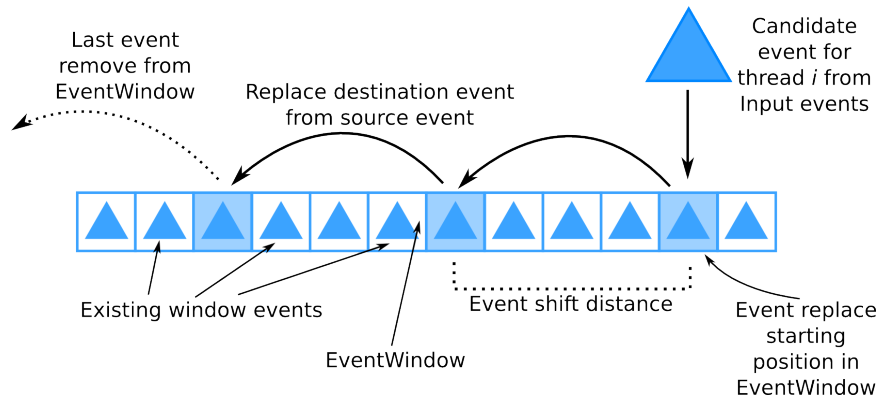 Last event
remove from
EventWindow
Replace destination event
from source event
Candidate
event for
thread i from
Input events
Existing window events
Event shift distance
EventWindow
Event replace
starting
position in
EventWindow